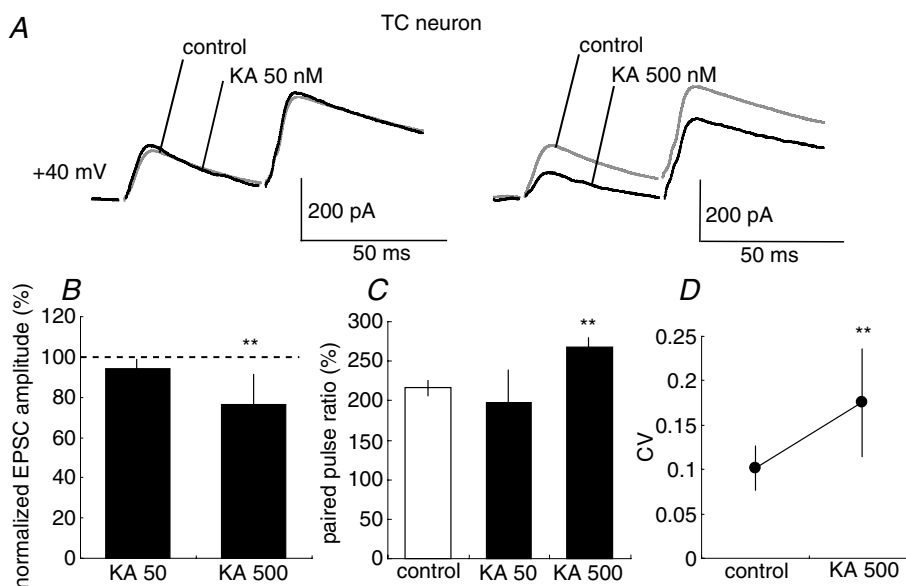 A
TC neuron
control
KA 50 nM
+40 mV
200 pA
50 ms
control
KA 500 nM
200 pA
50 ms
B
normalized EPSC amplitude (%)
120
100
80
60
40
20
0
**
KA 50
KA 500
C
paired pulse ratio (%)
300
250
200
150
100
50
0
**
control
KA 50
KA 500
D
CV
0.25
0.2
0.15
0.1
0.05
0
**
control
KA 500